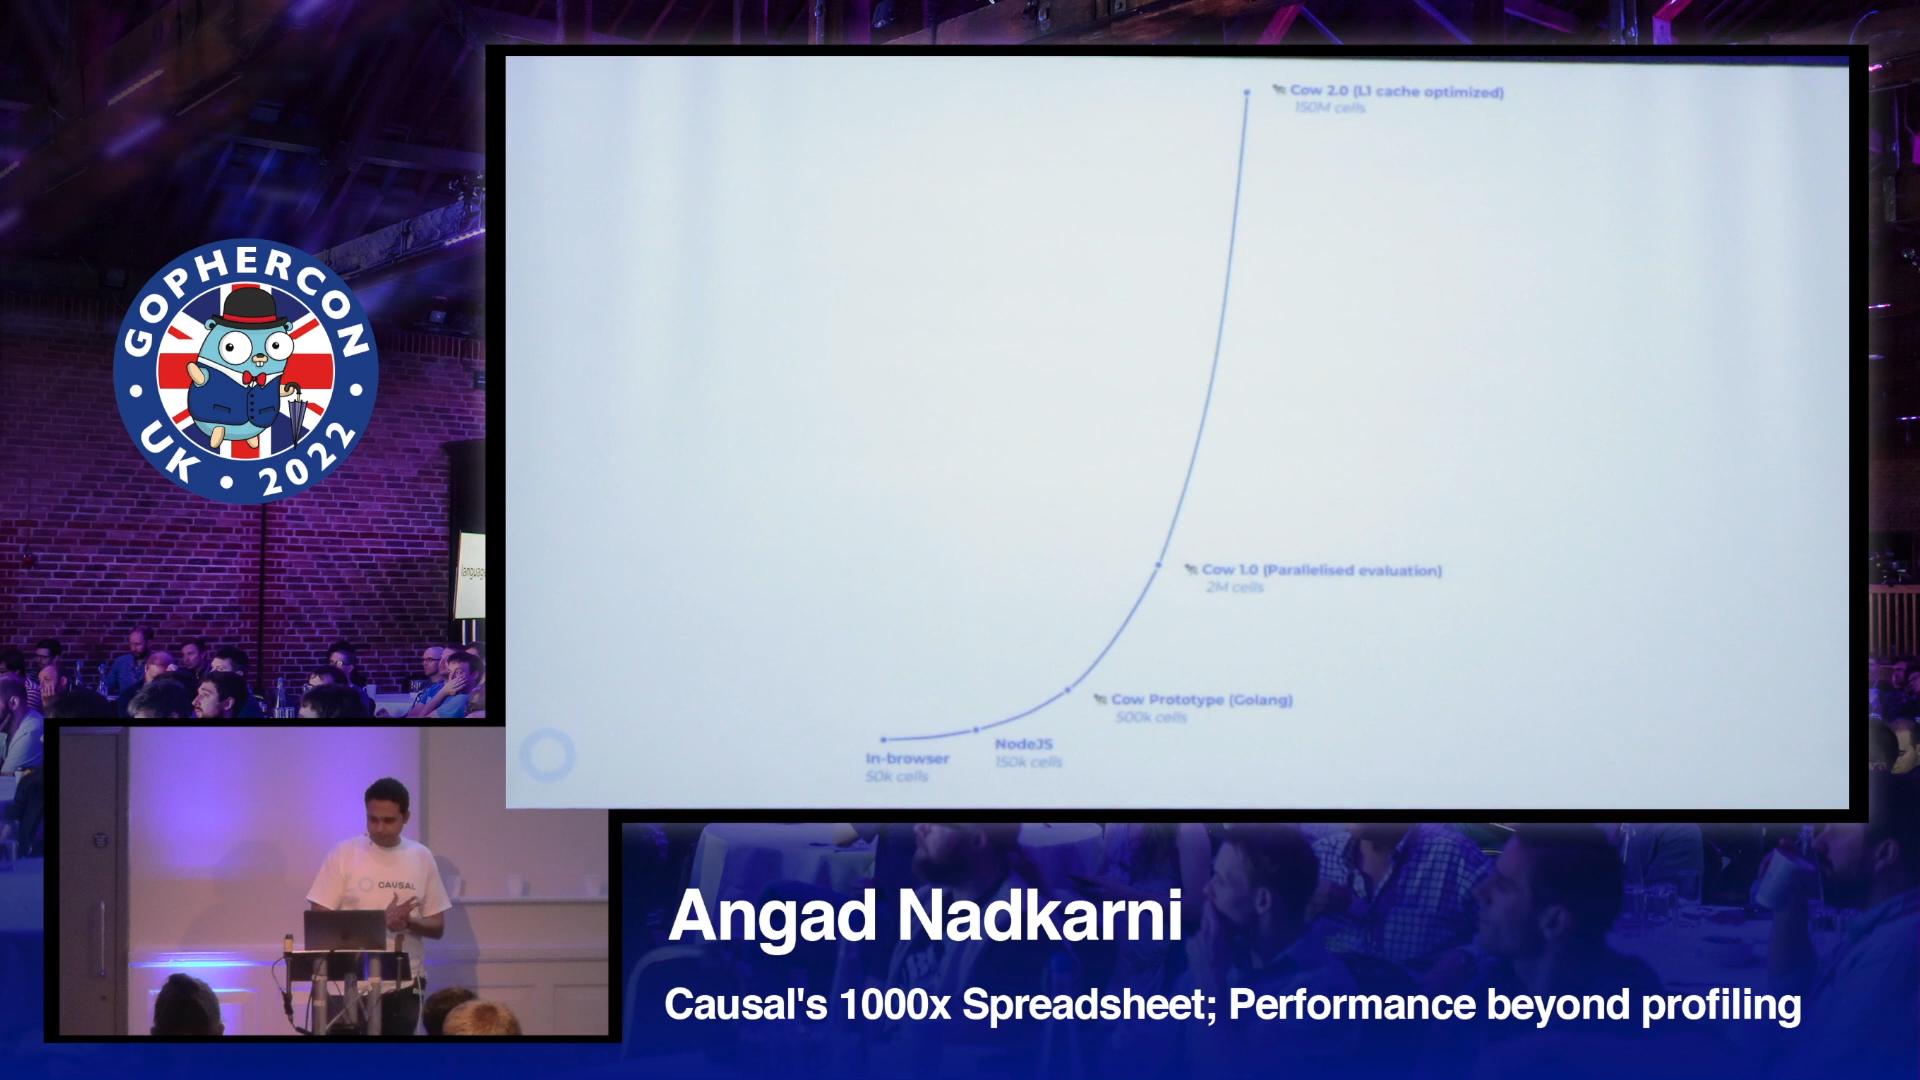 GOPHERCON
UK • 2022
language
Cow 2.0 (L1 cache optimized)
150M cells
Cow 1.0 (Parallelised evaluation)
2M cells
Cow Prototype (Golang)
500k cells
NodeJS
150k cells
In-browser
50k cells
CAUSAL
Angad Nadkarni
Causal's 1000x Spreadsheet; Performance beyond profiling